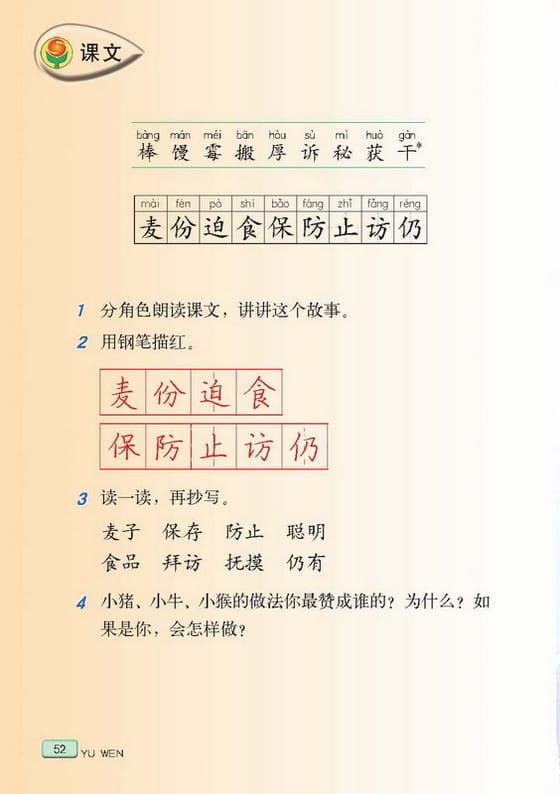 课文
bàng mán méi bān hòu sù mì huò gàn
棒 馒 霉 搬 厚 诉 秘 获 干*
mài fèn pò shí bǎo fáng zhǐ fǎng réng
麦 份 迫 食 保 防 止 访 仍
1 分角色朗读课文，讲讲这个故事。
2 用钢笔描红。
麦 份 迫 食
保 防 止 访 仍
3 读一读，再抄写。
麦子 保存 防止 聪明
食品 拜访 抚摸 仍有
4 小猪、小牛、小猴的做法你最赞成谁的？为什么？如
果是你，会怎样做？
52 YU WEN